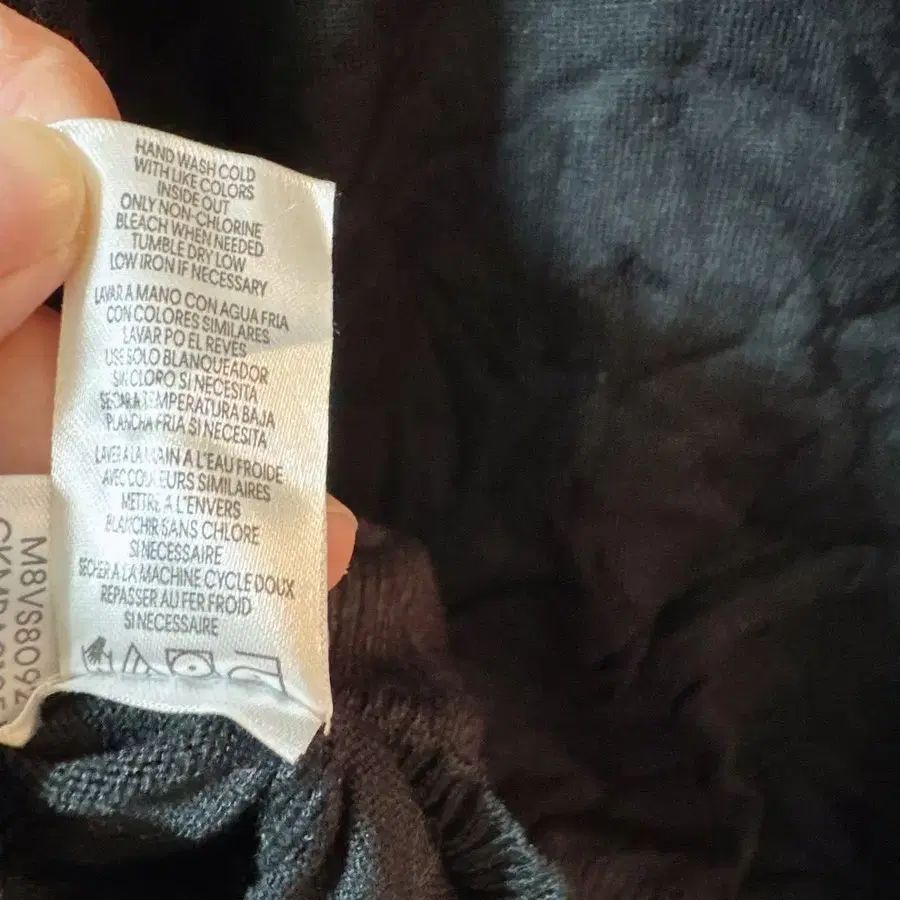 HAND WASH COLD
WITH LIKE COLORS
INSIDE OUT
ONLY NON-CHLORINE
BLEACH WHEN NEEDED
TUMBLE DRY LOW
LOW IRON IF NECESSARY
LAVAR A MANO CON AGUA FRIA
CON COLORES SIMILARES
LAVAR PO EL REVES
USE SOLO BLANQUEADOR
SIN CLORO SI NECESITA
SECAR A TEMPERATURA BAJA
PLANCHA FRIA SI NECESITA
LAVER A LA MAIN A L'EAU FROIDE
AVEC COULEURS SIMILAIRES
METTRE A L'ENVERS
BLANCHIR SANS CHLORE
SI NECESSAIRE
SECHER A LA MACHINE CYCLE DOUX
REPASSER AU FER FROID
SI NECESSAIRE
M8VS8092